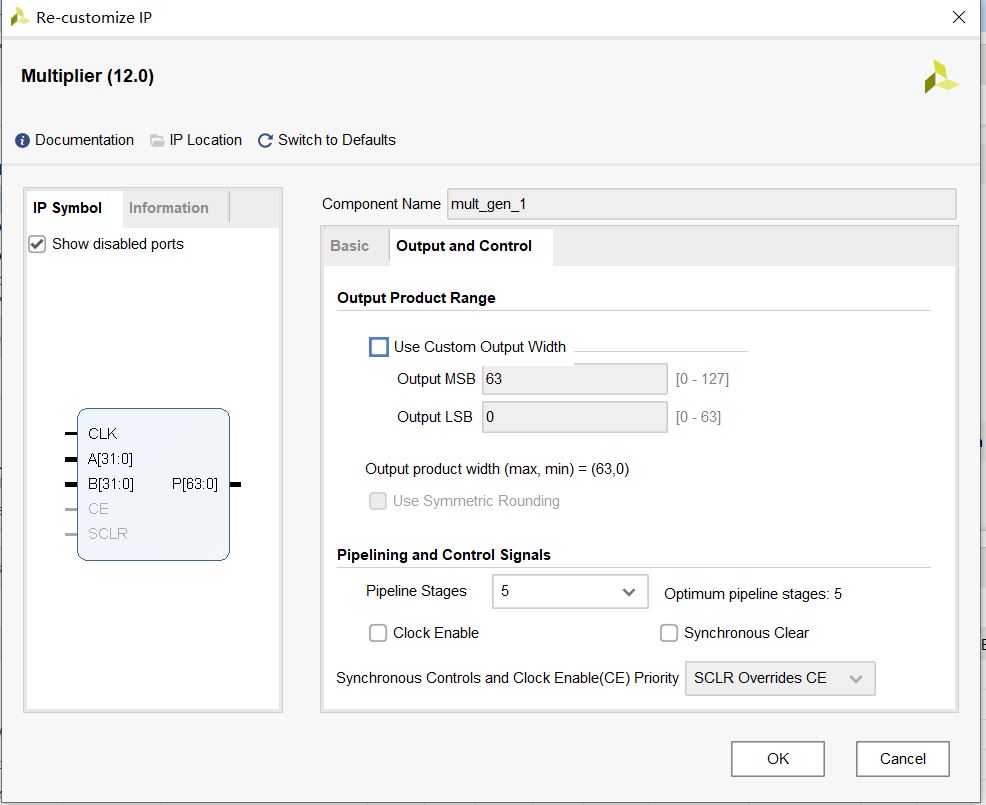 Re-customize IP
Multiplier (12.0)
Documentation IP Location Switch to Defaults
IP Symbol Information
Show disabled ports
CLK
A[31:0]
B[31:0] P[63:0]
CE
SCLR
Component Name mult_gen_1
Basic Output and Control
Output Product Range
Use Custom Output Width
Output MSB 63 [0 - 127]
Output LSB 0 [0 - 63]
Output product width (max, min) = (63,0)
Use Symmetric Rounding
Pipelining and Control Signals
Pipeline Stages 5 Optimum pipeline stages: 5
Clock Enable Synchronous Clear
Synchronous Controls and Clock Enable(CE) Priority SCLR Overrides CE
OK Cancel